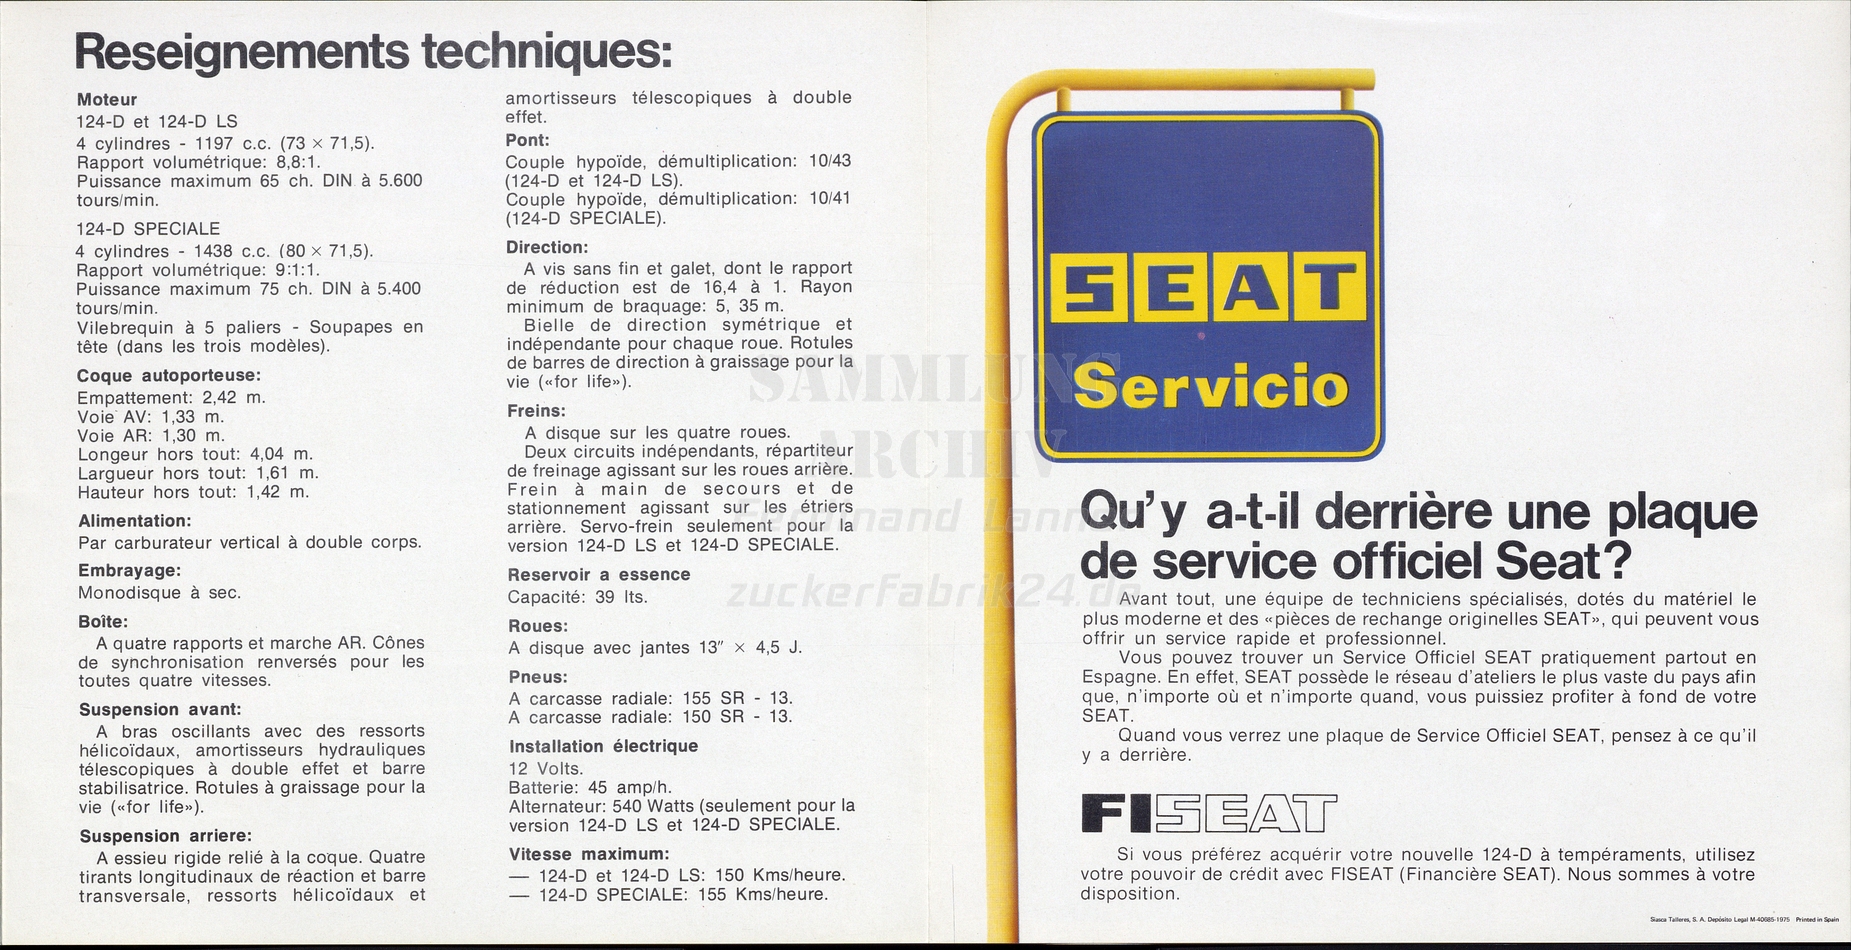 Reseignements techniques:
Moteur
124-D et 124-D LS
4 cylindres - 1197 c.c. (73 × 71,5).
Rapport volumétrique: 8,8:1.
Puissance maximum 65 ch. DIN à 5.600
tours/min.
124-D SPECIALE
4 cylindres - 1438 c.c. (80 × 71,5).
Rapport volumétrique: 9:1:1.
Puissance maximum 75 ch. DIN à 5.400
tours/min.
Vilebrequin à 5 paliers - Soupapes en
tête (dans les trois modèles).
Coque autoporteuse:
Empattement: 2,42 m.
Voie AV: 1,33 m.
Voie AR: 1,30 m.
Longeur hors tout: 4,04 m.
Largueur hors tout: 1,61 m.
Hauteur hors tout: 1,42 m.
Alimentation:
Par carburateur vertical à double corps.
Embrayage:
Monodisque à sec.
Boîte:
A quatre rapports et marche AR. Cônes
de synchronisation renversés pour les
toutes quatre vitesses.
Suspension avant:
A bras oscillants avec des ressorts
hélicoïdaux, amortisseurs hydrauliques
télescopiques à double effet et barre
stabilisatrice. Rotules à graissage pour la
vie («for life»).
Suspension arriere:
A essieu rigide relié à la coque. Quatre
tirants longitudinaux de réaction et barre
transversale, ressorts hélicoïdaux et
amortisseurs télescopiques à double
effet.
Pont:
Couple hypoïde, démultiplication: 10/43
(124-D et 124-D LS).
Couple hypoïde, démultiplication: 10/41
(124-D SPECIALE).
Direction:
A vis sans fin et galet, dont le rapport
de réduction est de 16,4 à 1. Rayon
minimum de braquage: 5, 35 m.
Bielle de direction symétrique et
indépendante pour chaque roue. Rotules
de barres de direction à graissage pour la
vie («for life»).
Freins:
A disque sur les quatre roues.
Deux circuits indépendants, répartiteur
de freinage agissant sur les roues arrière.
Frein à main de secours et de
stationnement agissant sur les étriers
arrière. Servo-frein seulement pour la
version 124-D LS et 124-D SPECIALE.
Reservoir a essence
Capacité: 39 lts.
Roues:
A disque avec jantes 13″ × 4,5 J.
Pneus:
A carcasse radiale: 155 SR - 13.
A carcasse radiale: 150 SR - 13.
Installation électrique
12 Volts.
Batterie: 45 amp/h.
Alternateur: 540 Watts (seulement pour la
version 124-D LS et 124-D SPECIALE.
Vitesse maximum:
— 124-D et 124-D LS: 150 Kms/heure.
— 124-D SPECIALE: 155 Kms/heure.
SEAT
Servicio
SAMMLUNG
ARCHIV
Ferdinand Lanner
zuckerfabrik24.de
Qu'y a-t-il derrière une plaque
de service officiel Seat?
Avant tout, une équipe de techniciens spécialisés, dotés du matériel le
plus moderne et des «pièces de rechange originelles SEAT», qui peuvent vous
offrir un service rapide et professionnel.
Vous pouvez trouver un Service Officiel SEAT pratiquement partout en
Espagne. En effet, SEAT possède le réseau d'ateliers le plus vaste du pays afin
que, n'importe où et n'importe quand, vous puissiez profiter à fond de votre
SEAT.
Quand vous verrez une plaque de Service Officiel SEAT, pensez à ce qu'il
y a derrière.
FISEAT
Si vous préférez acquérir votre nouvelle 124-D à tempéraments, utilisez
votre pouvoir de crédit avec FISEAT (Financière SEAT). Nous sommes à votre
disposition.
Siasca Talleres, S. A. Depósito Legal M-40685-1975 Printed in Spain